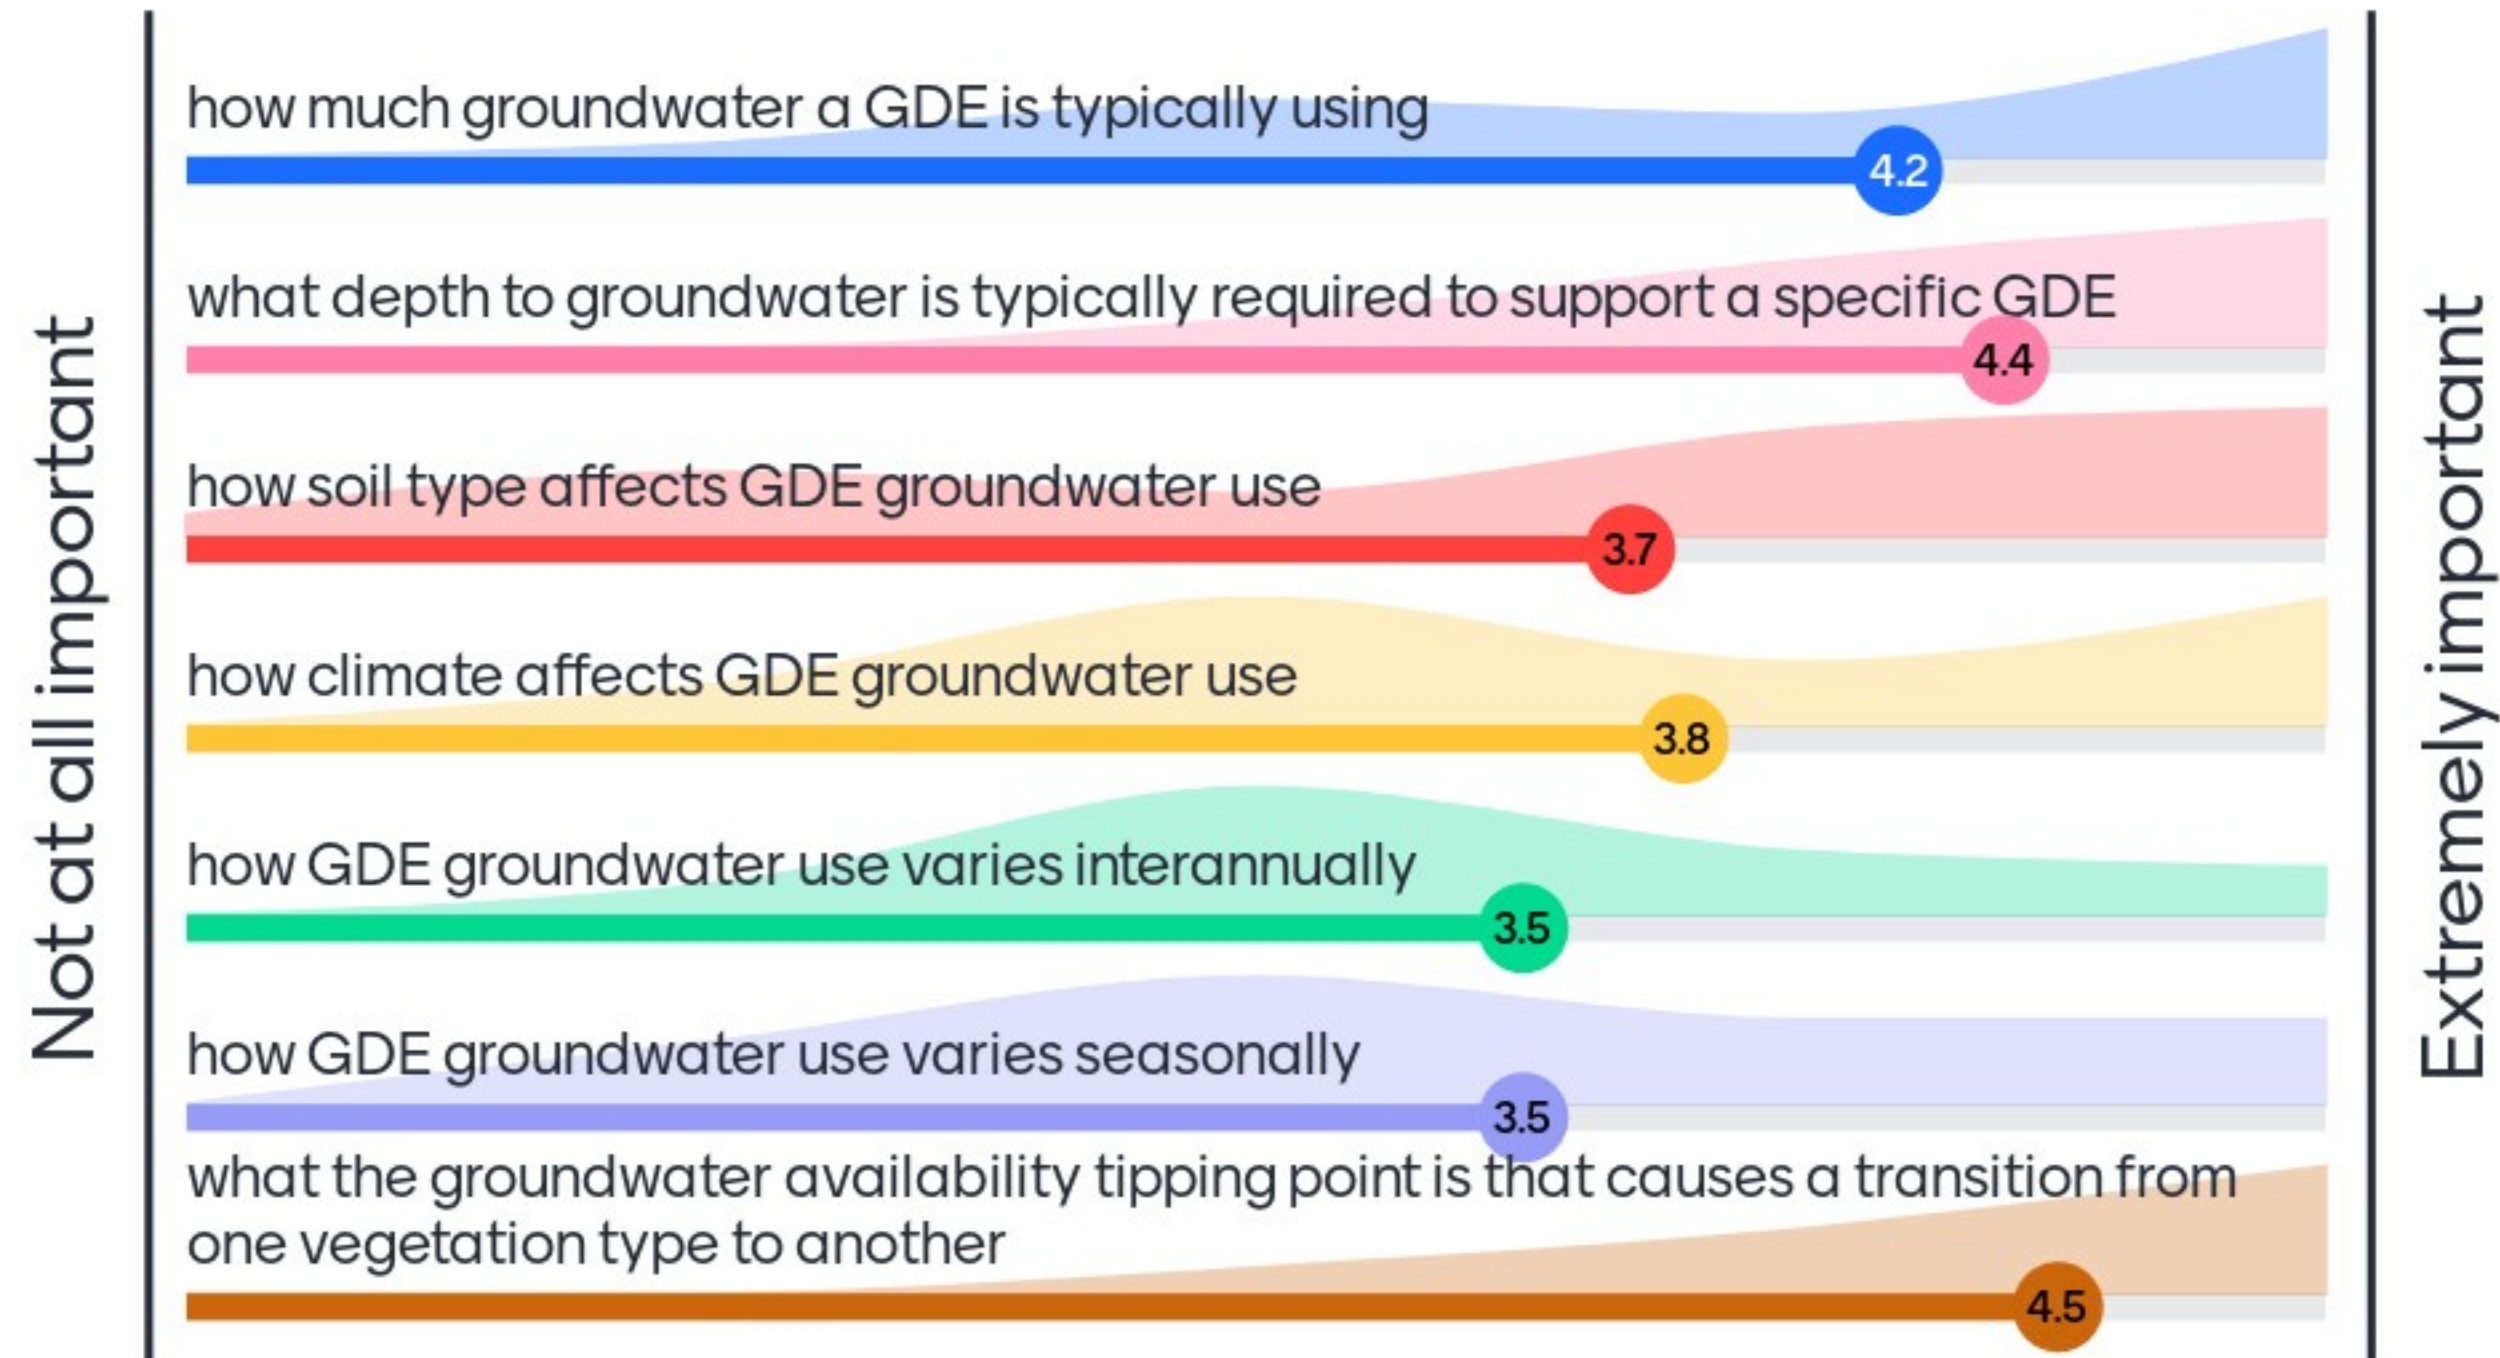 Not at all important
how much groundwater a GDE is typically using
4.2
what depth to groundwater is typically required to support a specific GDE
4.4
how soil type affects GDE groundwater use
3.7
how climate affects GDE groundwater use
3.8
how GDE groundwater use varies interannually
3.5
how GDE groundwater use varies seasonally
3.5
what the groundwater availability tipping point is that causes a transition from
one vegetation type to another
4.5
Extremely important